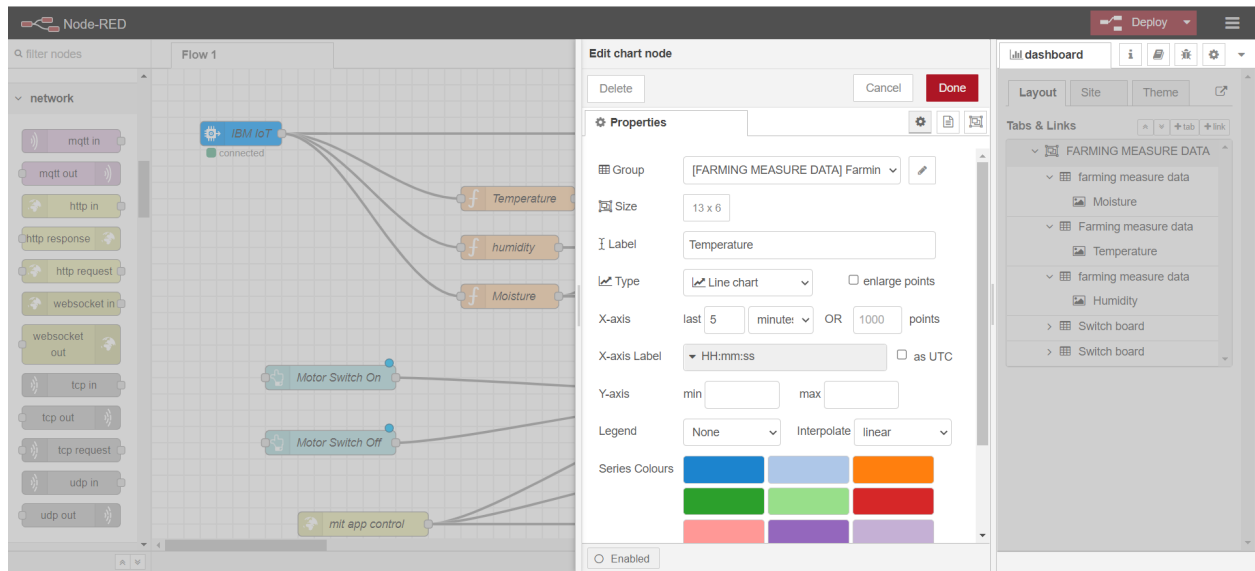 Node-RED
Deploy
filter nodes
network
mqtt in
mqtt out
http in
http response
http request
websocket in
websocket
out
tcp in
tcp out
tcp request
udp in
udp out
Flow 1
IBM IoT
connected
Temperature
humidity
Moisture
Motor Switch On
Motor Switch Off
mit app control
Edit chart node
Delete
Cancel
Done
Properties
Group
[FARMING MEASURE DATA] Farmin
Size
13 x 6
Label
Temperature
Type
Line chart
enlarge points
X-axis
last 5 minutes OR 1000 points
X-axis Label
HH:mm:ss
as UTC
Y-axis
min
max
Legend
None
Interpolate
linear
Series Colours
Enabled
dashboard
i
Layout
Site
Theme
Tabs & Links
+tab
+link
FARMING MEASURE DATA
farming measure data
Moisture
Farming measure data
Temperature
farming measure data
Humidity
Switch board
Switch board